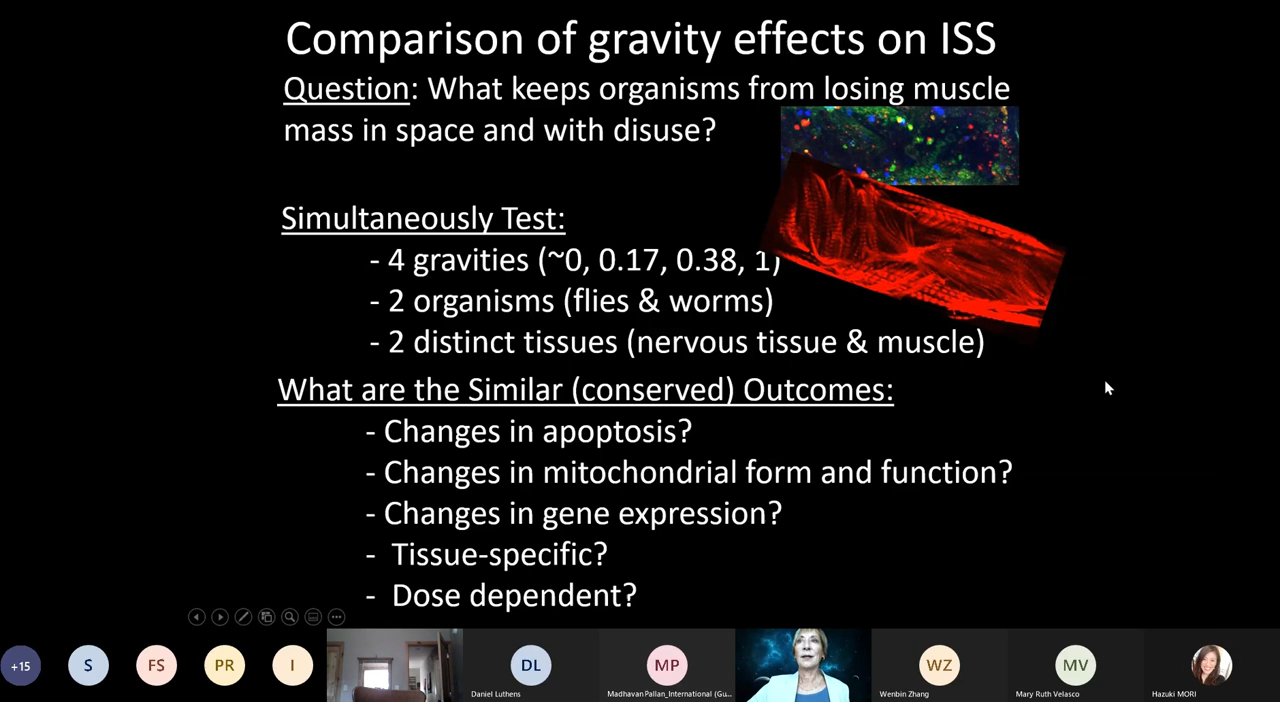 Comparison of gravity effects on ISS
Question: What keeps organisms from losing muscle
mass in space and with disuse?
Simultaneously Test:
- 4 gravities (~0, 0.17, 0.38, 1)
- 2 organisms (flies & worms)
- 2 distinct tissues (nervous tissue & muscle)
What are the Similar (conserved) Outcomes:
- Changes in apoptosis?
- Changes in mitochondrial form and function?
- Changes in gene expression?
- Tissue-specific?
- Dose dependent?
+15
S
FS
PR
I
DL
Daniel Luthens
MP
Madhavan Pallan_International (Gu...
WZ
Wenbin Zhang
MV
Mary Ruth Velasco
Hazuki MORI